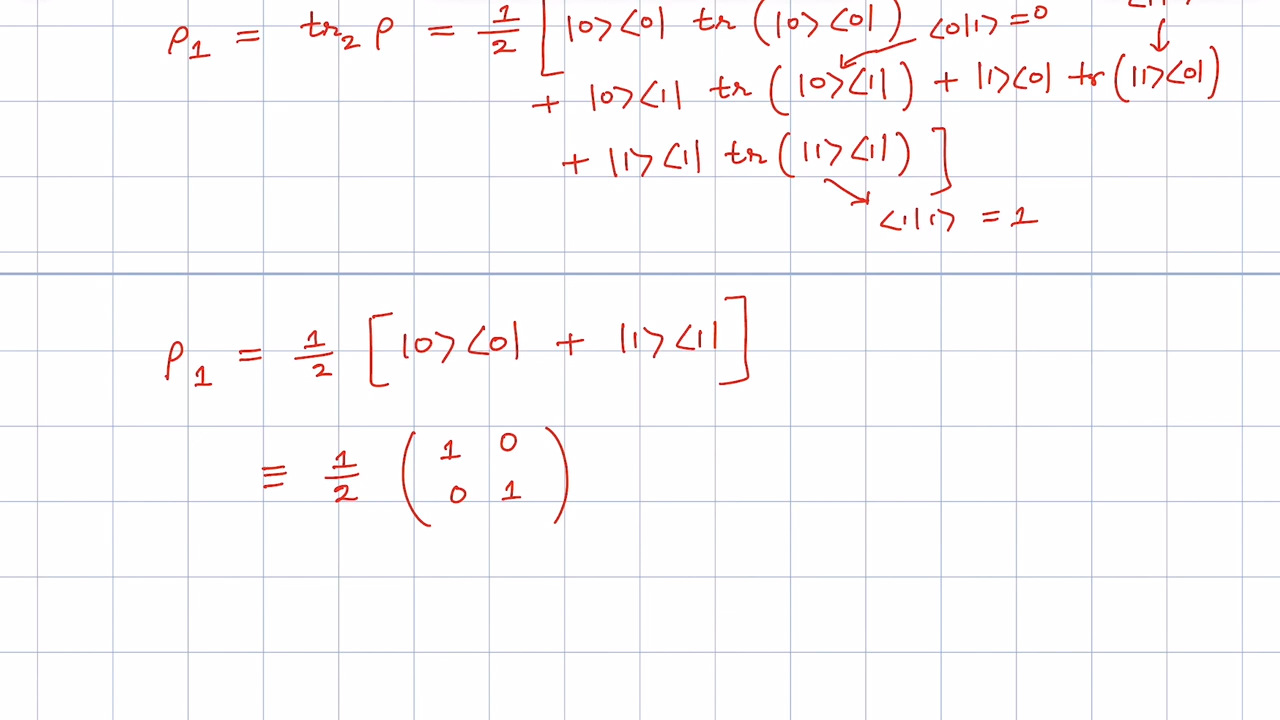 ρ₁ = tr₂ ρ = 1/2 [ |0><0| tr (|0><0|) <0|1> = 0
+ |0><1| tr (|0><1|) + |1><0| tr (|1><0|)
+ |1><1| tr (|1><1|) ]
<1|1> = 1
ρ₁ = 1/2 [ |0><0| + |1><1| ]
≡ 1/2 ( 1 0
0 1 )